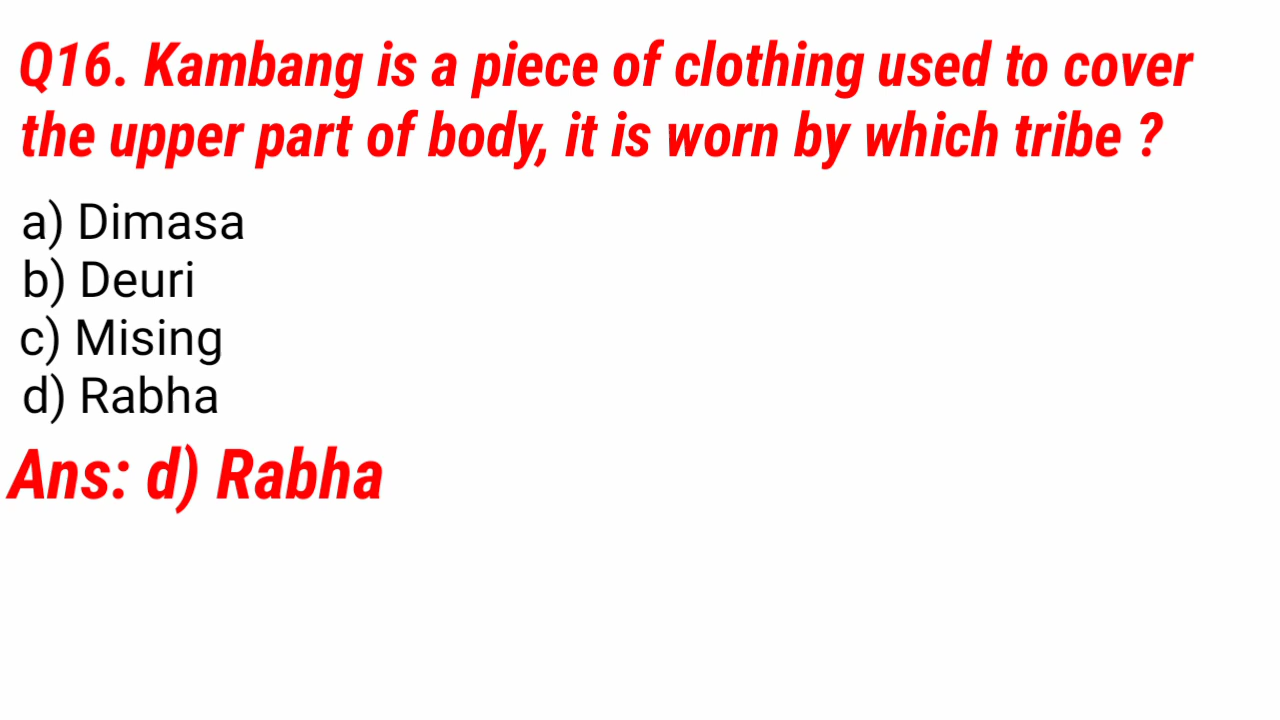 Q16. Kambang is a piece of clothing used to cover
the upper part of body, it is worn by which tribe ?
a) Dimasa
b) Deuri
c) Mising
d) Rabha
Ans: d) Rabha